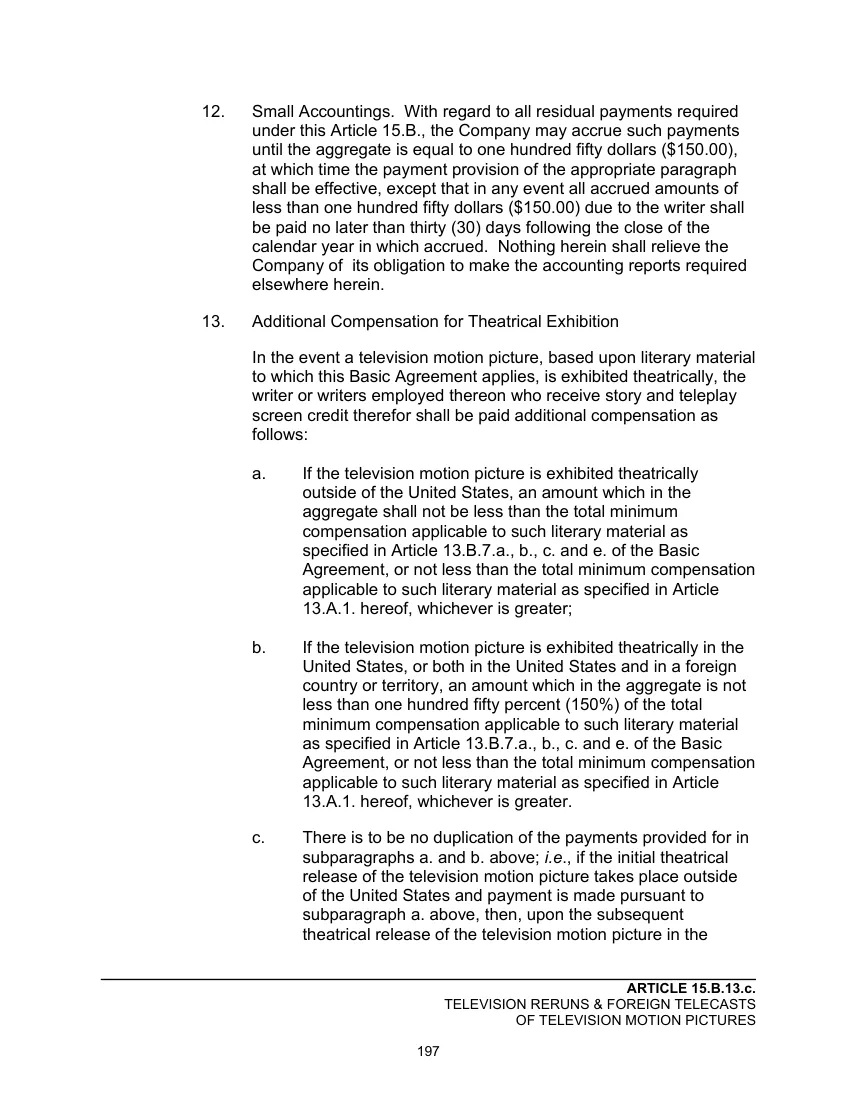 12. Small Accountings.  With regard to all residual payments required
under this Article 15.B., the Company may accrue such payments
until the aggregate is equal to one hundred fifty dollars ($150.00),
at which time the payment provision of the appropriate paragraph
shall be effective, except that in any event all accrued amounts of
less than one hundred fifty dollars ($150.00) due to the writer shall
be paid no later than thirty (30) days following the close of the
calendar year in which accrued.  Nothing herein shall relieve the
Company of  its obligation to make the accounting reports required
elsewhere herein.
13. Additional Compensation for Theatrical Exhibition
In the event a television motion picture, based upon literary material
to which this Basic Agreement applies, is exhibited theatrically, the
writer or writers employed thereon who receive story and teleplay
screen credit therefor shall be paid additional compensation as
follows:
a. If the television motion picture is exhibited theatrically
outside of the United States, an amount which in the
aggregate shall not be less than the total minimum
compensation applicable to such literary material as
specified in Article 13.B.7.a., b., c. and e. of the Basic
Agreement, or not less than the total minimum compensation
applicable to such literary material as specified in Article
13.A.1. hereof, whichever is greater;
b. If the television motion picture is exhibited theatrically in the
United States, or both in the United States and in a foreign
country or territory, an amount which in the aggregate is not
less than one hundred fifty percent (150%) of the total
minimum compensation applicable to such literary material
as specified in Article 13.B.7.a., b., c. and e. of the Basic
Agreement, or not less than the total minimum compensation
applicable to such literary material as specified in Article
13.A.1. hereof, whichever is greater.
c. There is to be no duplication of the payments provided for in
subparagraphs a. and b. above; i.e., if the initial theatrical
release of the television motion picture takes place outside
of the United States and payment is made pursuant to
subparagraph a. above, then, upon the subsequent
theatrical release of the television motion picture in the
ARTICLE 15.B.13.c.
TELEVISION RERUNS & FOREIGN TELECASTS
OF TELEVISION MOTION PICTURES
197